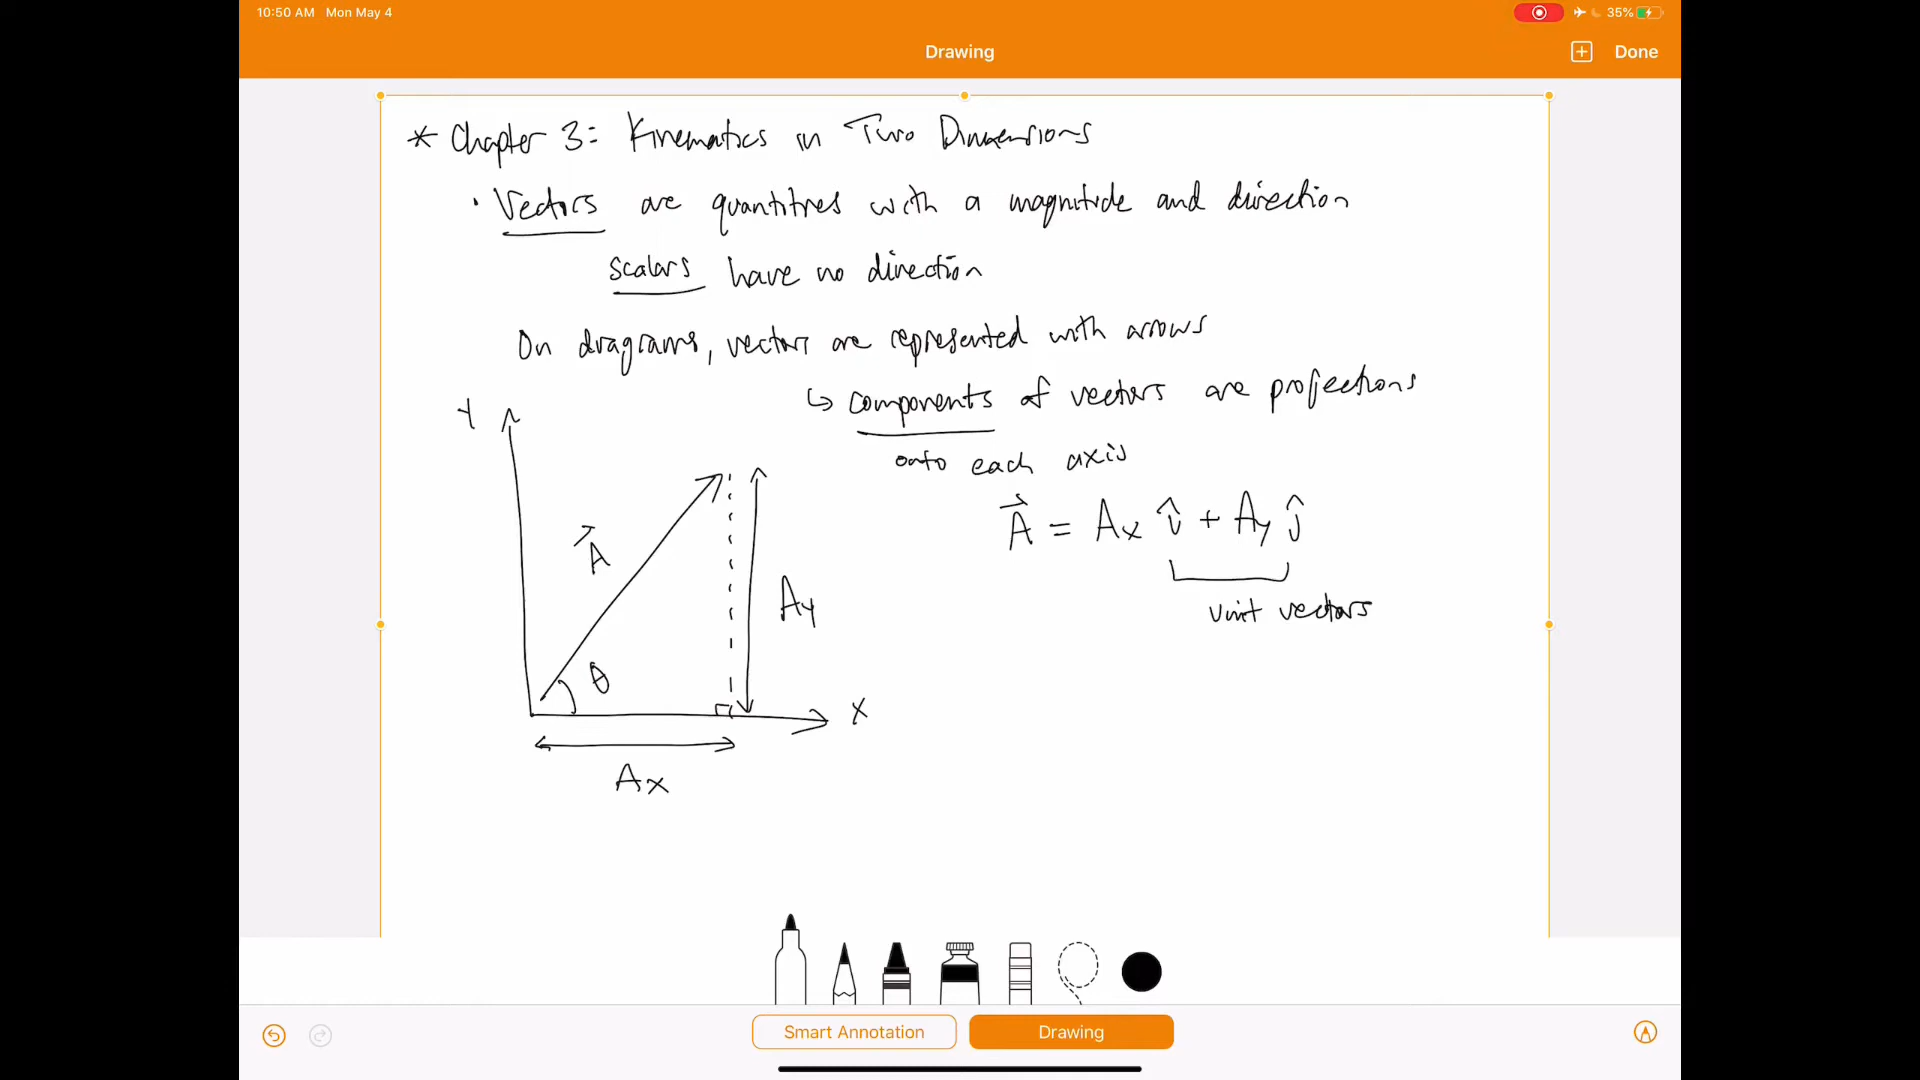 10:50 AM Mon May 4
35%
Drawing
Done
* Chapter 3: Kinematics in Two Dimensions
· Vectors are quantities with a magnitude and direction
scalars have no direction
On diagrams, vectors are represented with arrows
↳ components of vectors are projections
onto each axis
Y
A⃗ = Ax î + Ay ĵ
unit vectors
A⃗
Ay
θ
x
Ax
Smart Annotation
Drawing